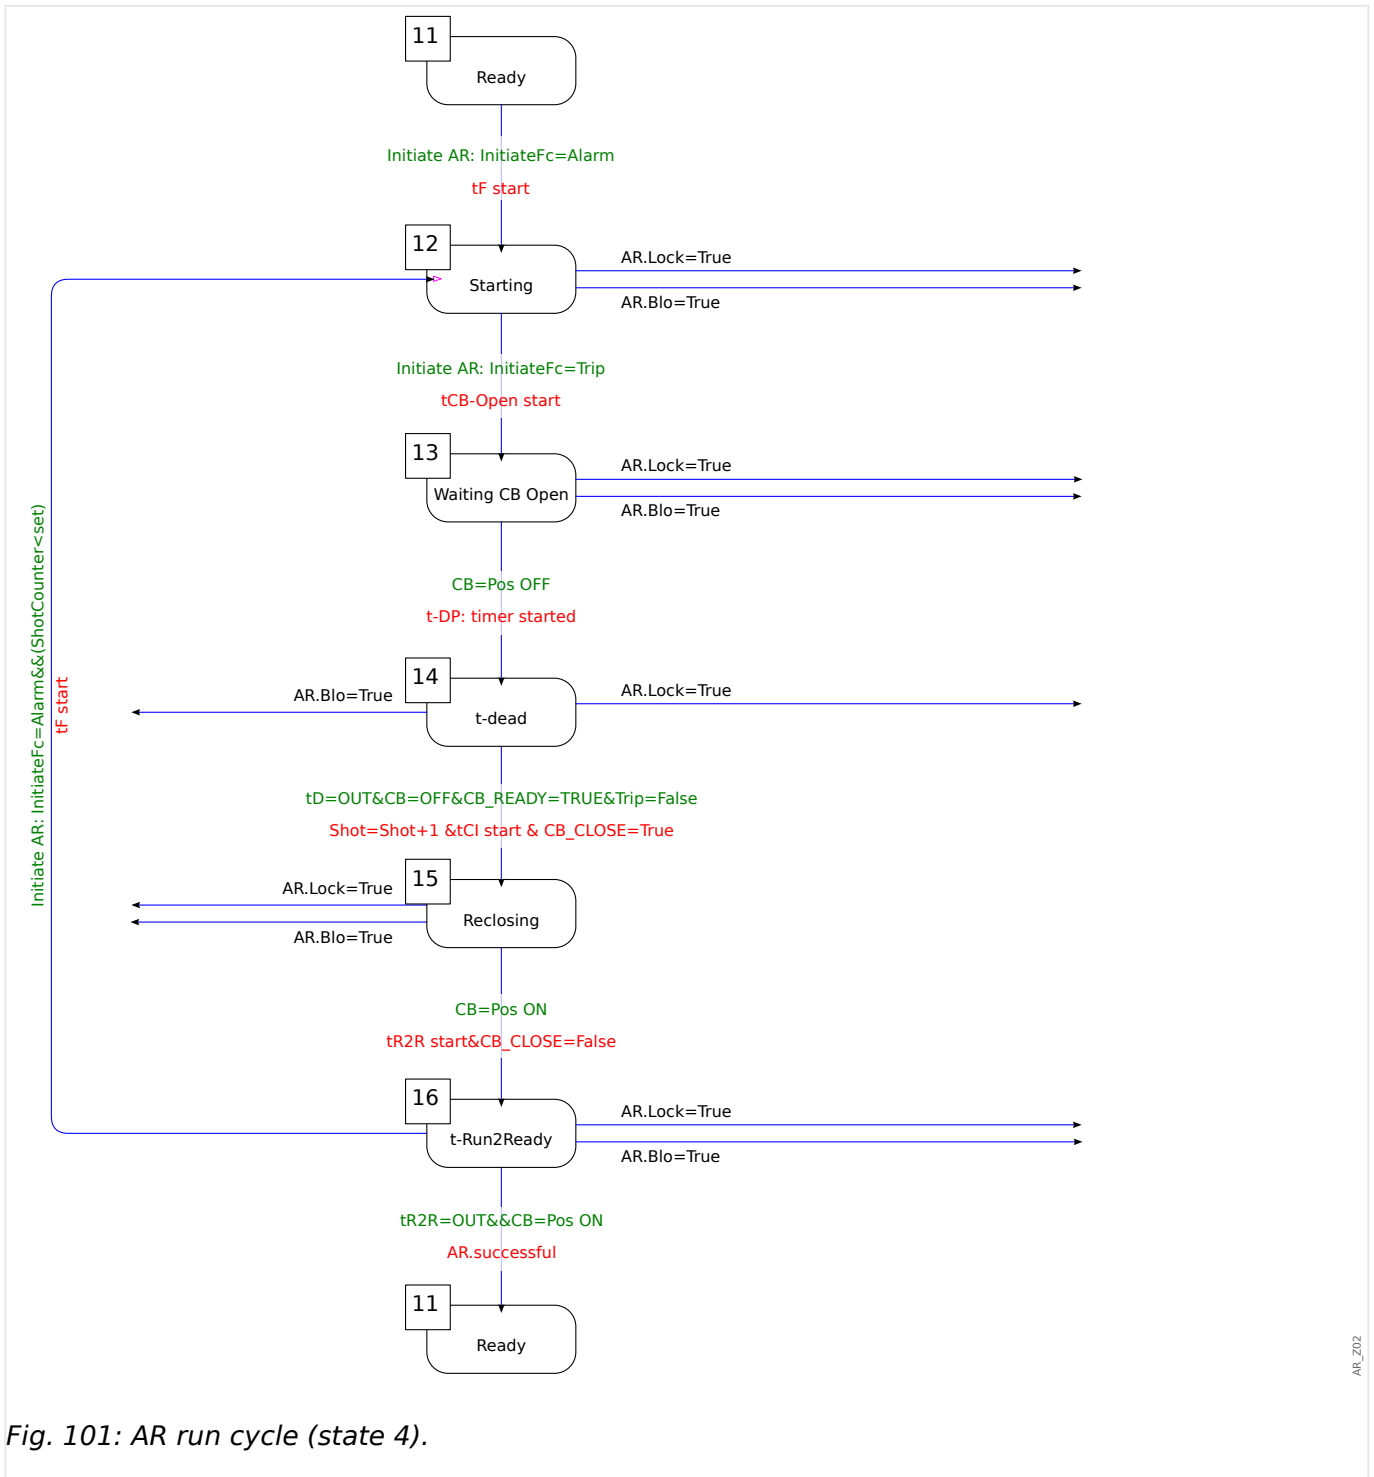 11
Ready
Initiate AR: InitiateFc=Alarm
tF start
12
Starting
AR.Lock=True
AR.Blo=True
Initiate AR: InitiateFc=Trip
tCB-Open start
13
Waiting CB Open
AR.Lock=True
AR.Blo=True
CB=Pos OFF
t-DP: timer started
Initiate AR: InitiateFc=Alarm&&(ShotCounter<set)
tF start
14
t-dead
AR.Blo=True
AR.Lock=True
tD=OUT&CB=OFF&CB_READY=TRUE&Trip=False
Shot=Shot+1 &tCI start & CB_CLOSE=True
15
Reclosing
AR.Lock=True
AR.Blo=True
CB=Pos ON
tR2R start&CB_CLOSE=False
16
t-Run2Ready
AR.Lock=True
AR.Blo=True
tR2R=OUT&&CB=Pos ON
AR.successful
11
Ready
AR_Z02
Fig. 101: AR run cycle (state 4).